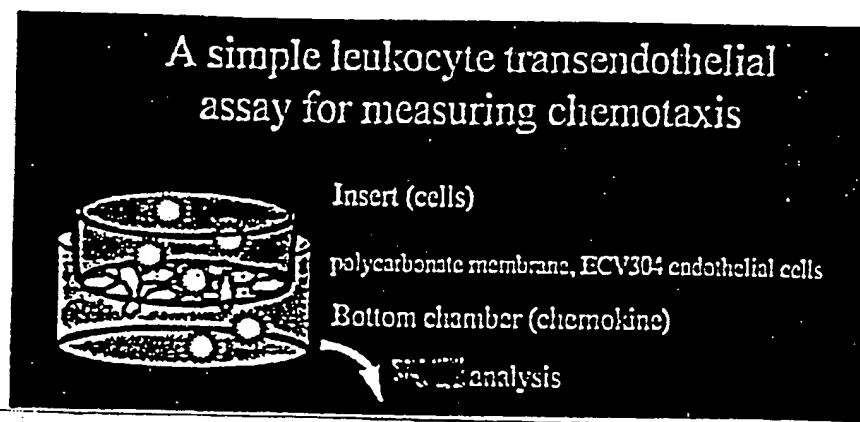 A simple leukocyte transendothelial
assay for measuring chemotaxis
Insert (cells)
polycarbonate membrane, ECV304 endothelial cells
Bottom chamber (chemokine)
analysis